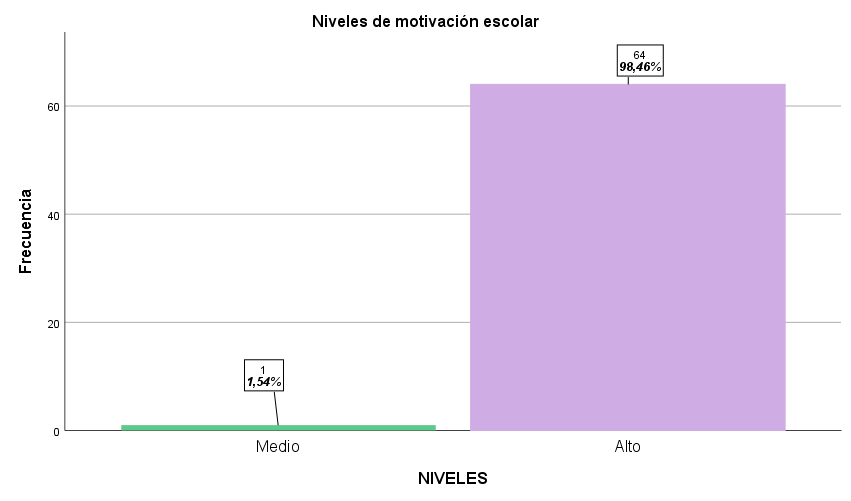 Niveles de motivación escolar
64
98,46%
60
40
20
0
Frecuencia
1
1,54%
Medio
Alto
NIVELES